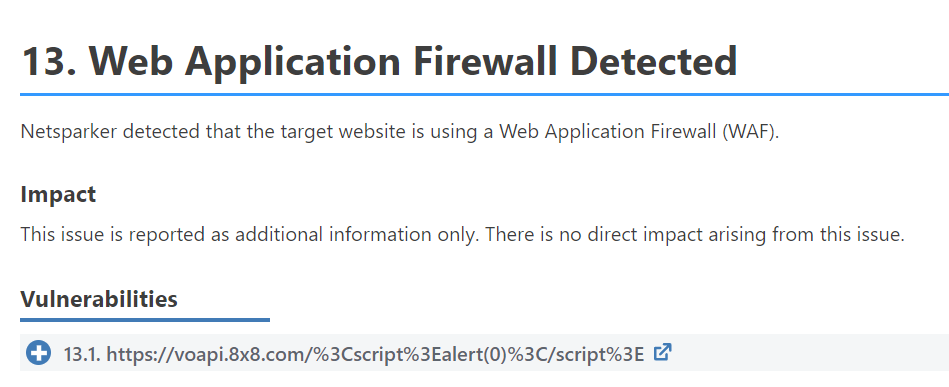 13. Web Application Firewall Detected
Netsparker detected that the target website is using a Web Application Firewall (WAF).
Impact
This issue is reported as additional information only. There is no direct impact arising from this issue.
Vulnerabilities
13.1. https://voapi.8x8.com/%3Cscript%3Ealert(0)%3C/script%3E